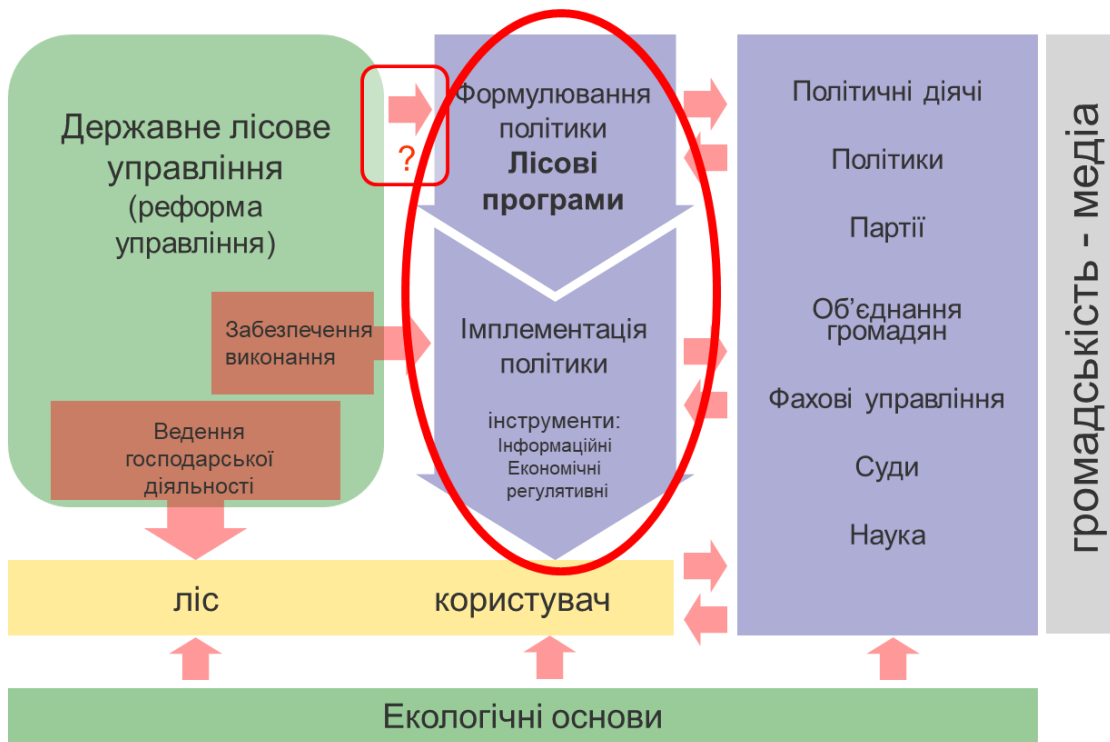 Державне лісове
управління
(реформа
управління)
Забезпечення
виконання
Ведення
господарської
діяльності
?
Формулювання
політики
Лісові
програми
Імплементація
політики
інструменти:
Інформаційні
Економічні
регулятивні
Політичні діячі
Політики
Партії
Об’єднання
громадян
Фахові управління
Суди
Наука
громадськість - медіа
ліс
користувач
Екологічні основи